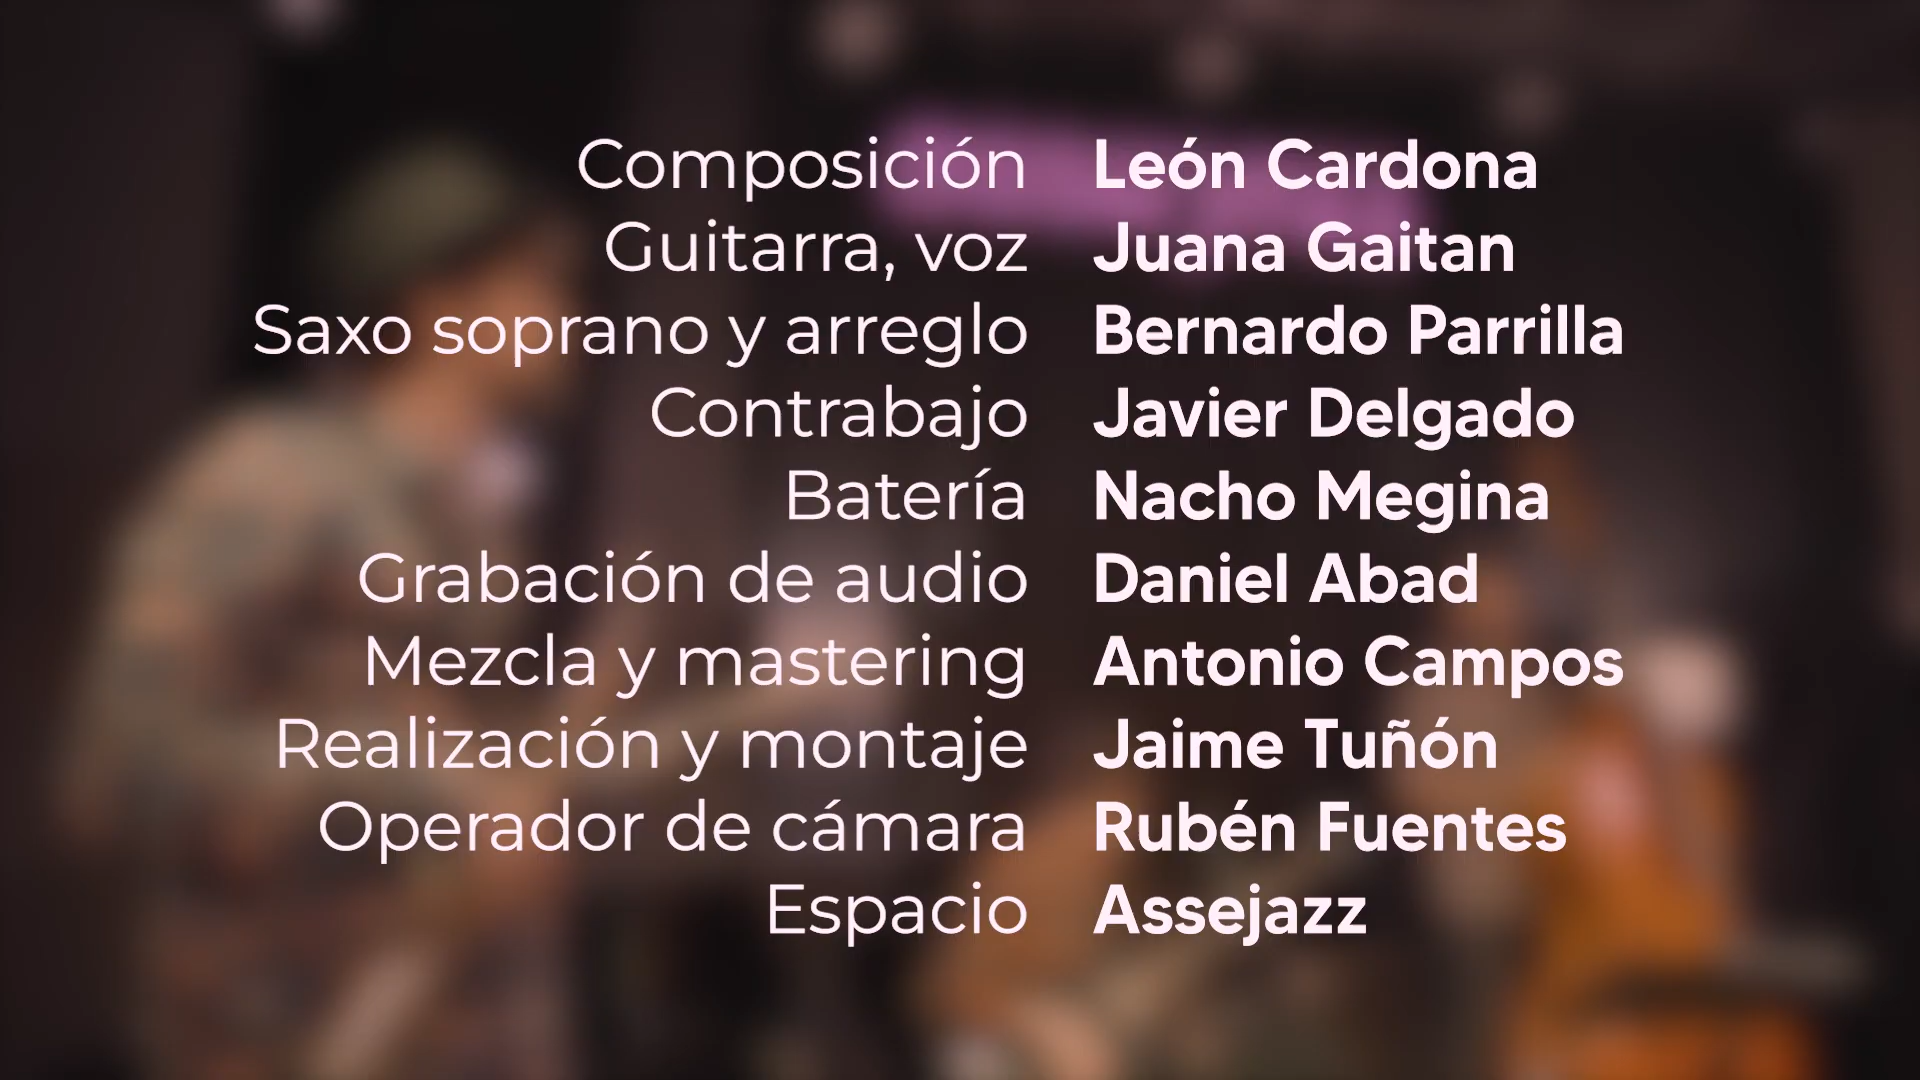 Composición León Cardona
Guitarra, voz Juana Gaitan
Saxo soprano y arreglo Bernardo Parrilla
Contrabajo Javier Delgado
Batería Nacho Megina
Grabación de audio Daniel Abad
Mezcla y mastering Antonio Campos
Realización y montaje Jaime Tuñón
Operador de cámara Rubén Fuentes
Espacio Assejazz